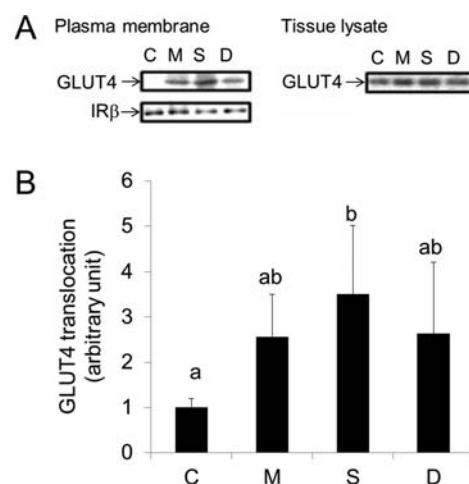 A
Plasma membrane
Tissue lysate
C M S D
C M S D
GLUT4→
GLUT4→
IRβ→
B
GLUT4 translocation
(arbitrary unit)
6
5
4
3
2
1
0
a
ab
b
ab
C M S D